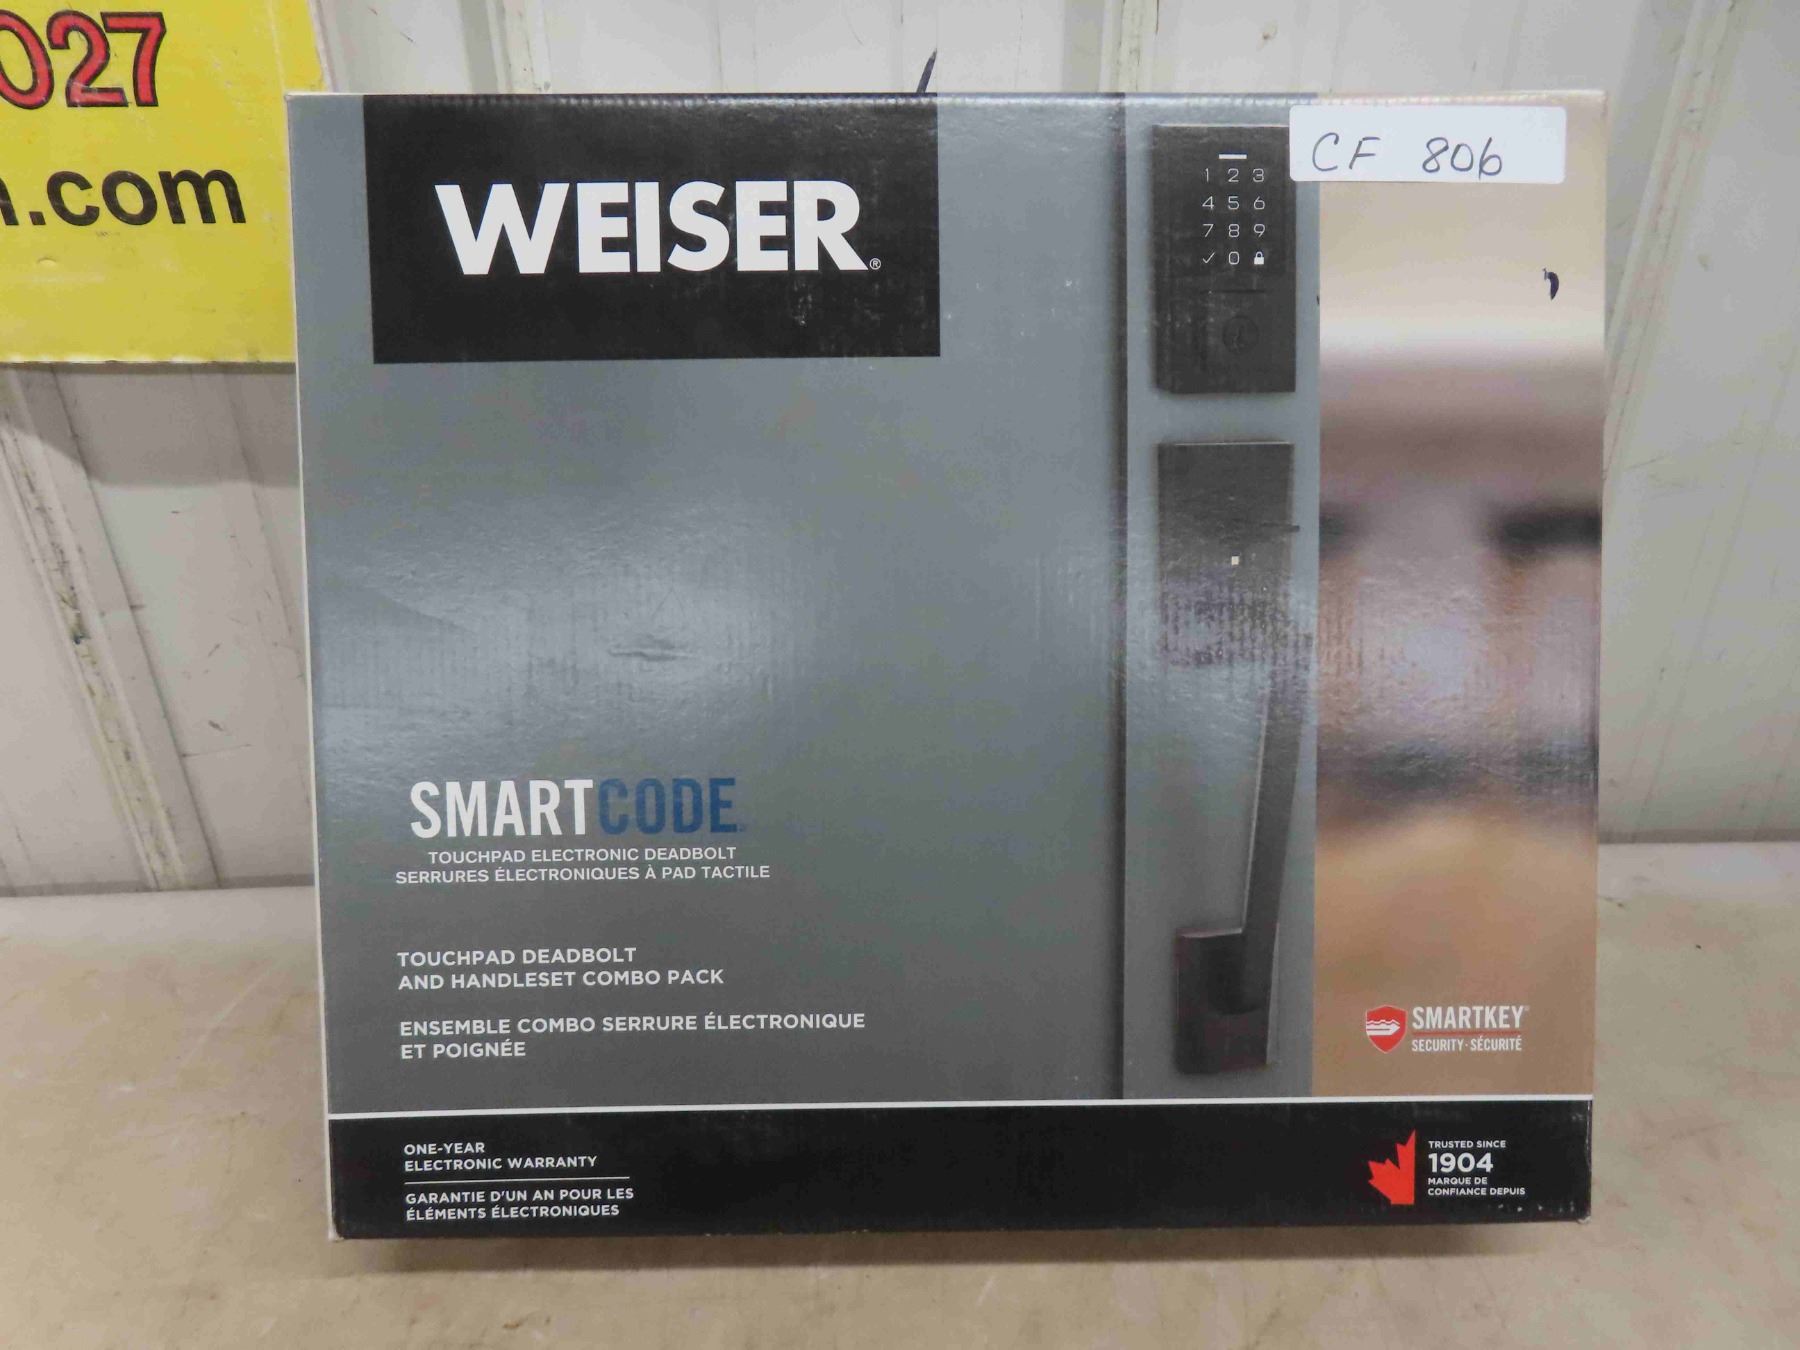 027
.com
CF 806
WEISER®
1 2 3
4 5 6
7 8 9
✓ 0
SMARTCODE
TOUCHPAD ELECTRONIC DEADBOLT
SERRURES ÉLECTRONIQUES À PAD TACTILE
TOUCHPAD DEADBOLT
AND HANDLESET COMBO PACK
ENSEMBLE COMBO SERRURE ÉLECTRONIQUE
ET POIGNÉE
SMARTKEY
SECURITY · SÉCURITÉ
ONE-YEAR
ELECTRONIC WARRANTY
GARANTIE D'UN AN POUR LES
ÉLÉMENTS ÉLECTRONIQUES
TRUSTED SINCE
1904
MARQUE DE
CONFIANCE DEPUIS